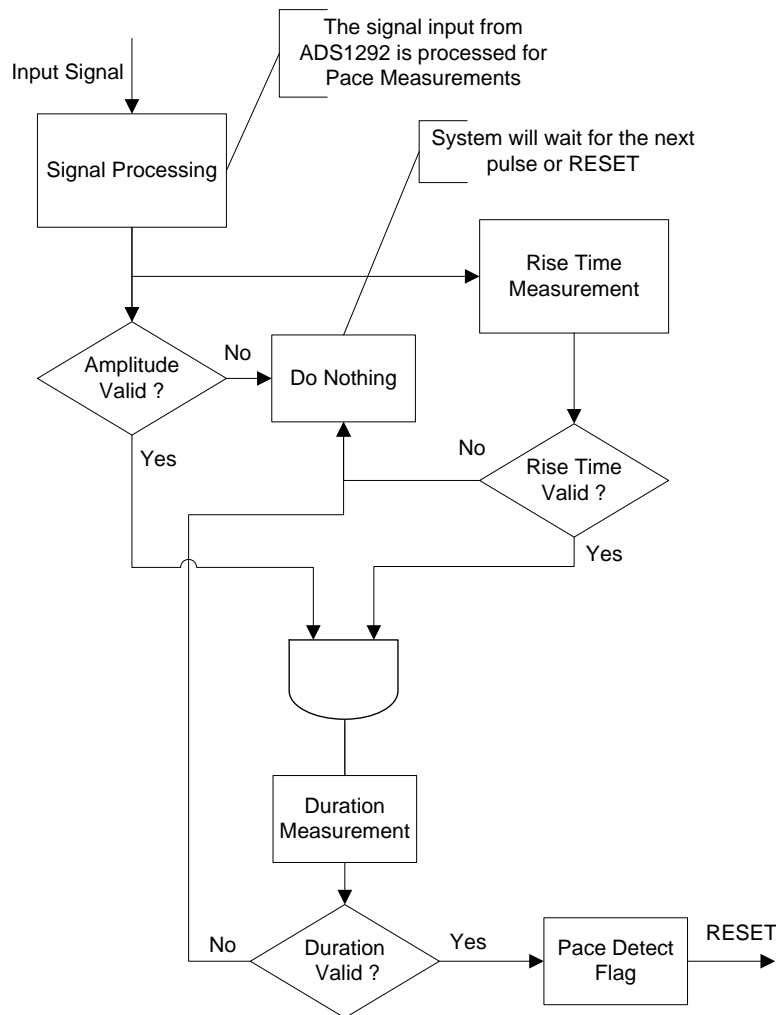 The signal input from
ADS1292 is processed for
Pace Measurements
Input Signal
System will wait for the next
pulse or RESET
Signal Processing
Rise Time
Measurement
Amplitude
Valid ?
No
Do Nothing
Yes
No
Rise Time
Valid ?
Yes
Duration
Measurement
No
Duration
Valid ?
Yes
Pace Detect
Flag
RESET